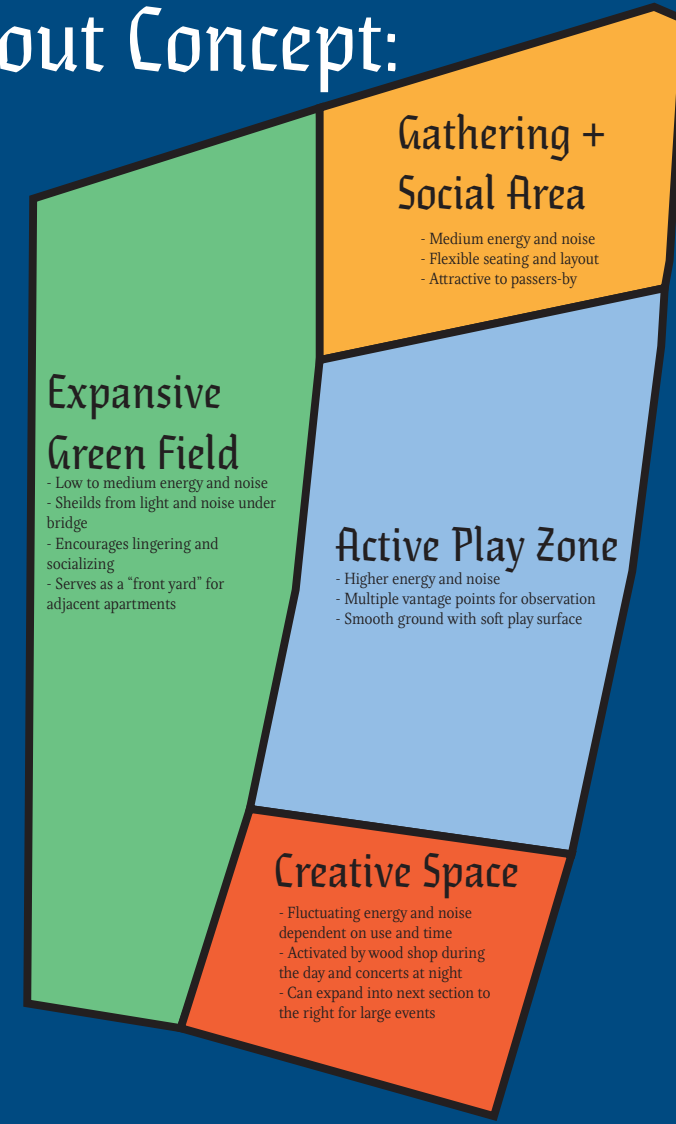 out Concept:
Gathering +
Social Area
- Medium energy and noise
- Flexible seating and layout
- Attractive to passers-by
Expansive
Green Field
- Low to medium energy and noise
- Sheilds from light and noise under
bridge
- Encourages lingering and
socializing
- Serves as a “front yard” for
adjacent apartments
Active Play Zone
- Higher energy and noise
- Multiple vantage points for observation
- Smooth ground with soft play surface
Creative Space
- Fluctuating energy and noise
dependent on use and time
- Activated by wood shop during
the day and concerts at night
- Can expand into next section to
the right for large events